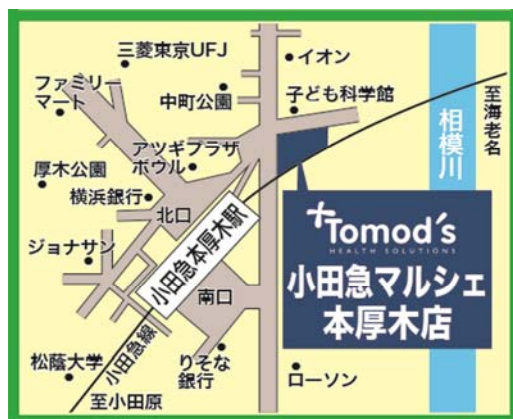 三菱東京UFJ
イオン
ファミリー
マート
中町公園
子ども科学館
至海老名
相模川
アツギプラザ
ボウル
厚木公園
横浜銀行
北口
ジョナサン
小田急本厚木駅
Tomod's
HEALTH SOLUTIONS
小田急マルシェ
本厚木店
南口
小田急線
松蔭大学
りそな
銀行
ローソン
至小田原